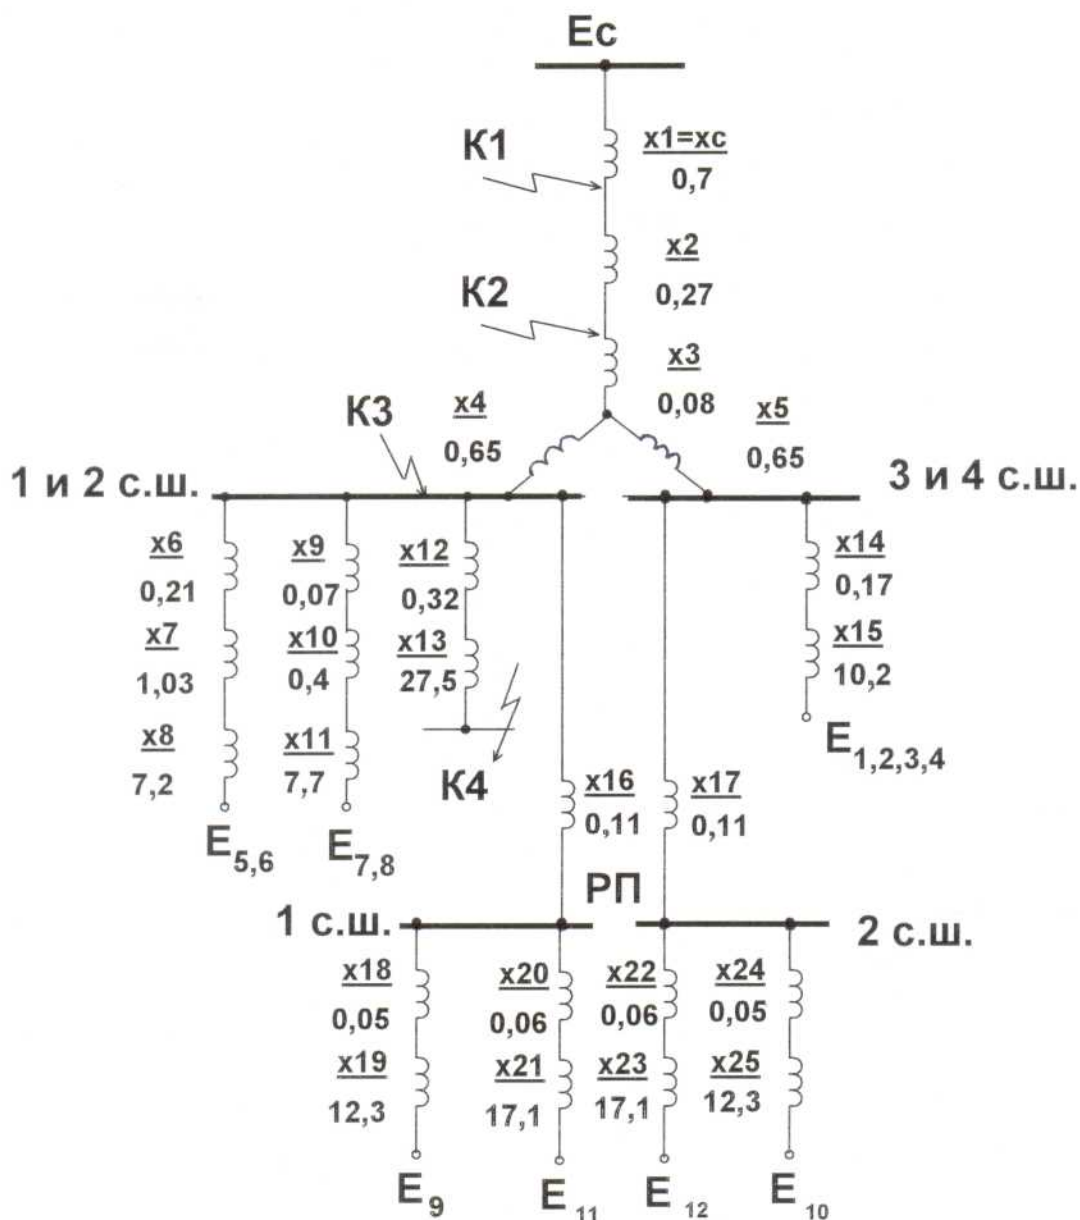 Ec
K1
x1=xc
0,7
x2
0,27
K2
x3
0,08
K3
x4
0,65
x5
0,65
1 и 2 с.ш.
3 и 4 с.ш.
x6
0,21
x9
0,07
x12
0,32
x14
0,17
x7
1,03
x10
0,4
x13
27,5
x15
10,2
x8
7,2
x11
7,7
K4
E1,2,3,4
x16
0,11
x17
0,11
E5,6
E7,8
РП
1 с.ш.
2 с.ш.
x18
0,05
x20
0,06
x22
0,06
x24
0,05
x19
12,3
x21
17,1
x23
17,1
x25
12,3
E9
E11
E12
E10